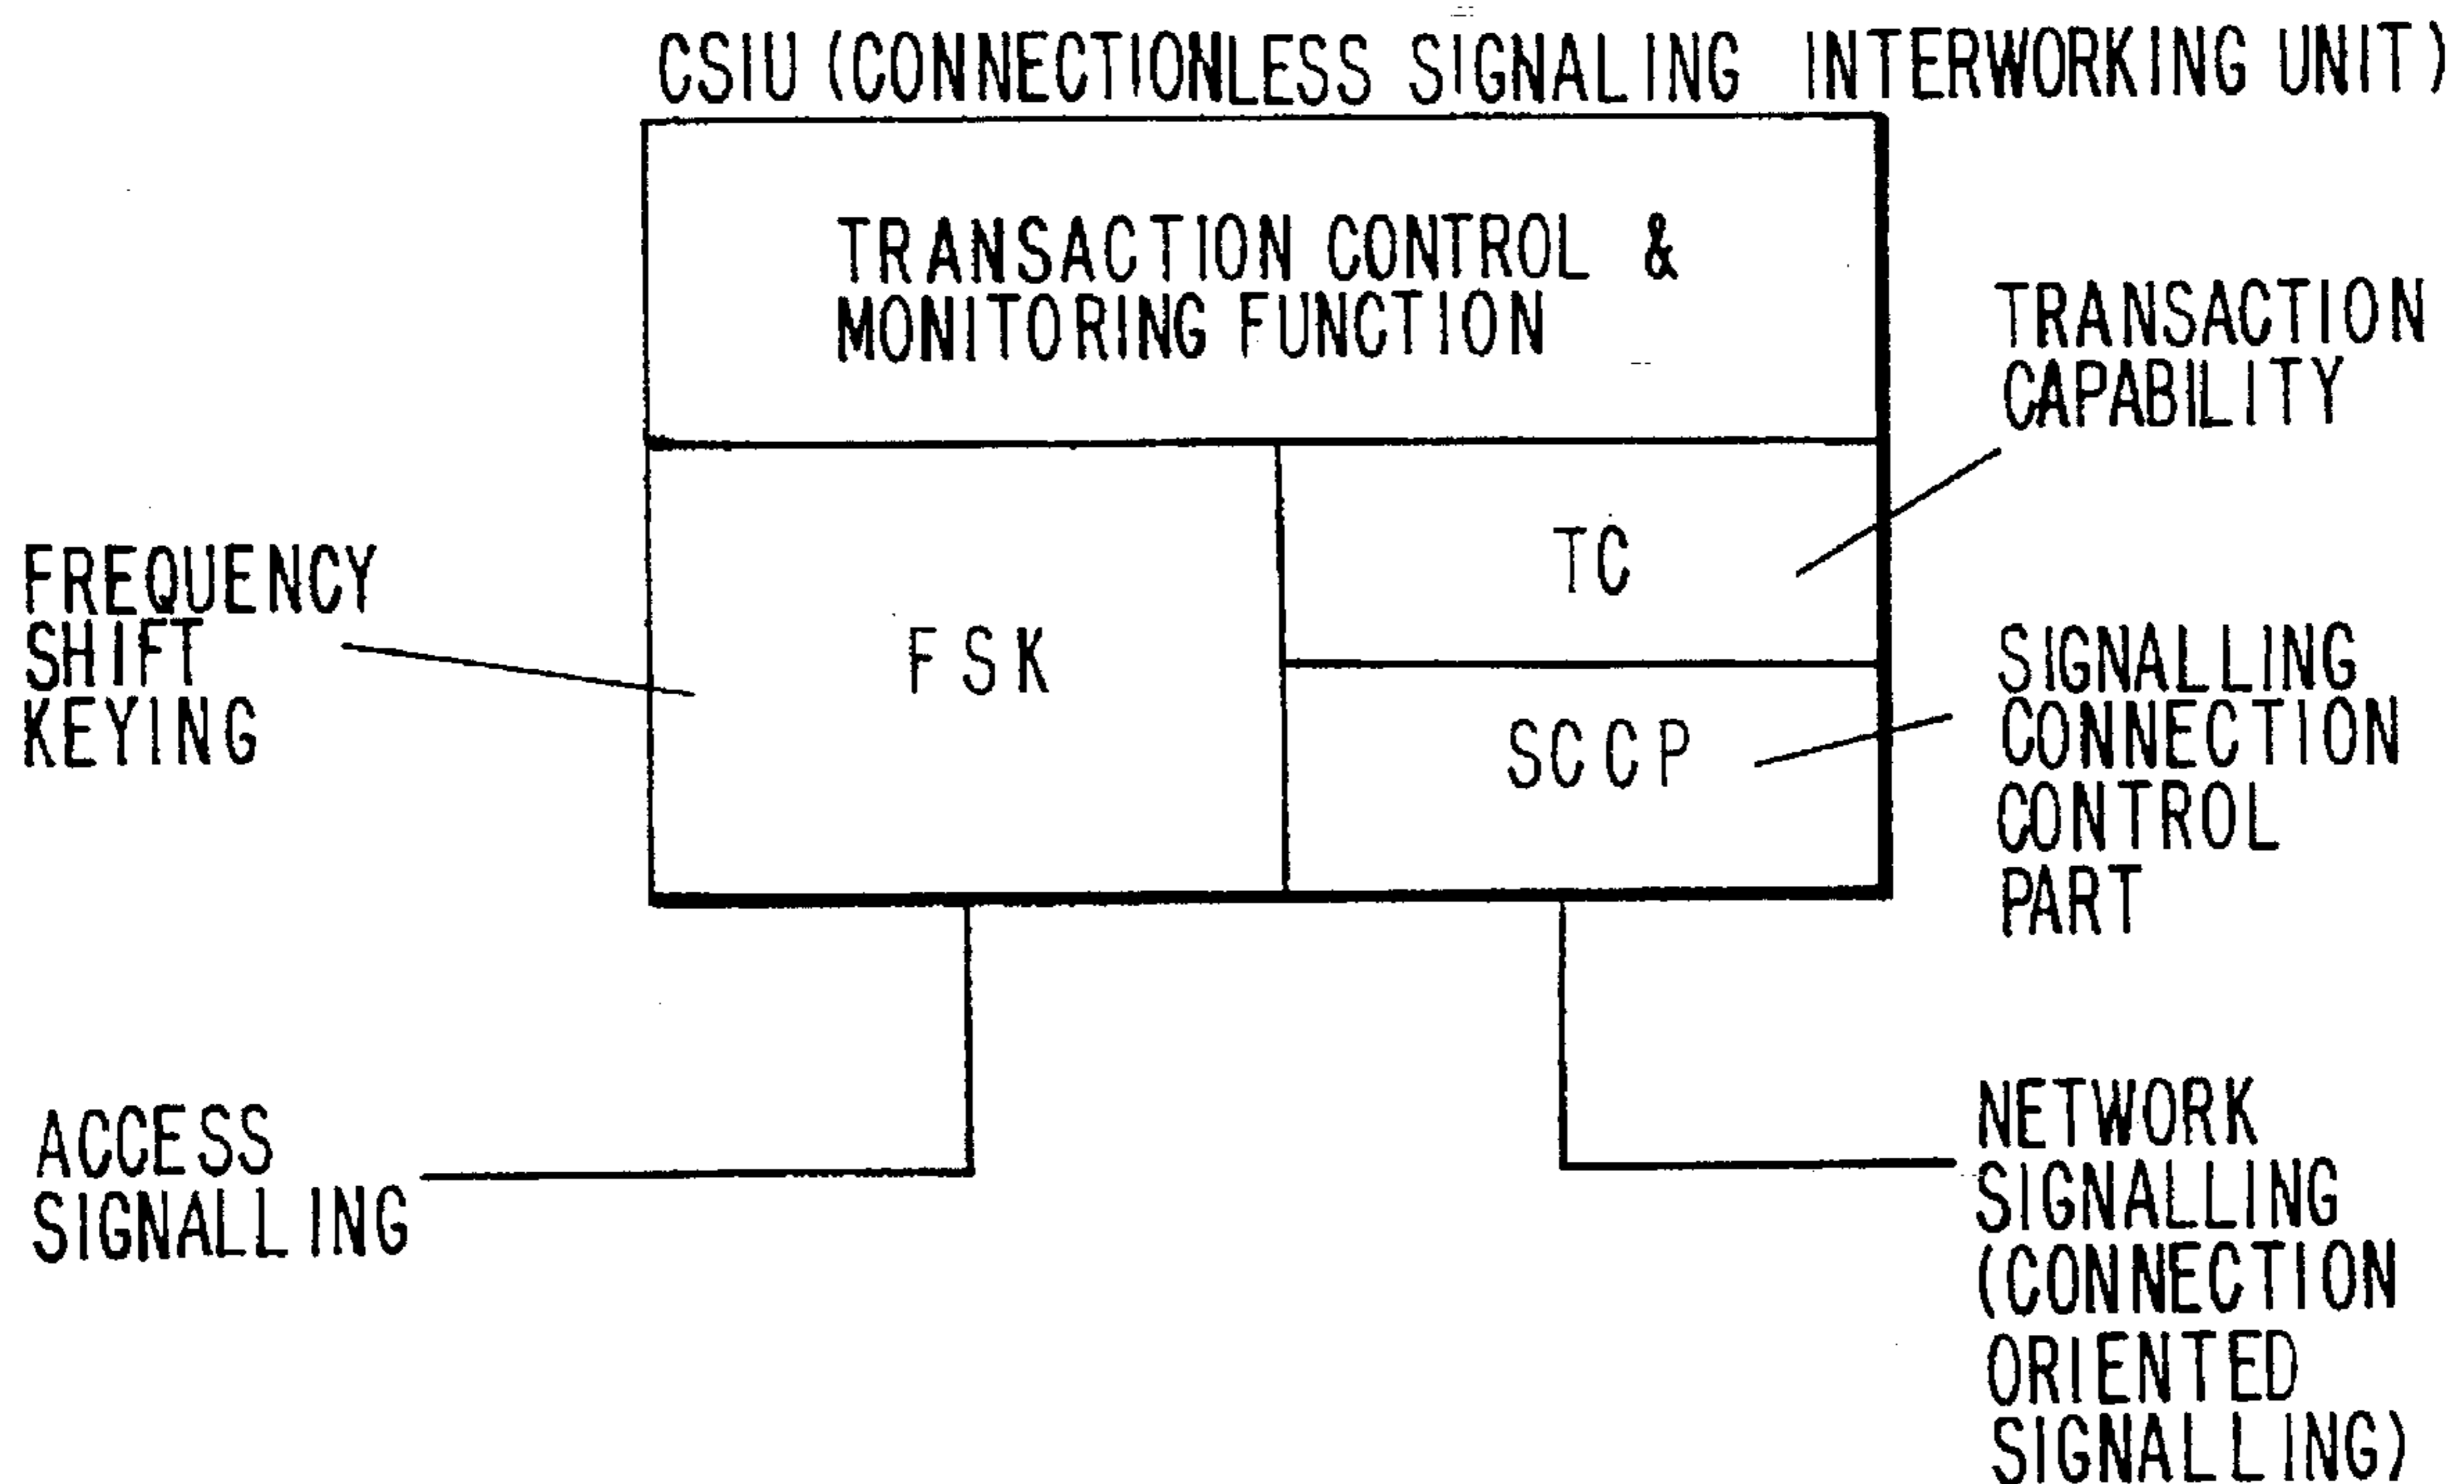 CSIU (CONNECTIONLESS SIGNALING INTERWORKING UNIT)
TRANSACTION CONTROL &
MONITORING FUNCTION
TRANSACTION
CAPABILITY
TC
FREQUENCY
SHIFT
KEYING
FSK
SIGNALLING
CONNECTION
CONTROL
PART
SCCP
ACCESS
SIGNALLING
NETWORK
SIGNALLING
(CONNECTION
ORIENTED
SIGNALLING)